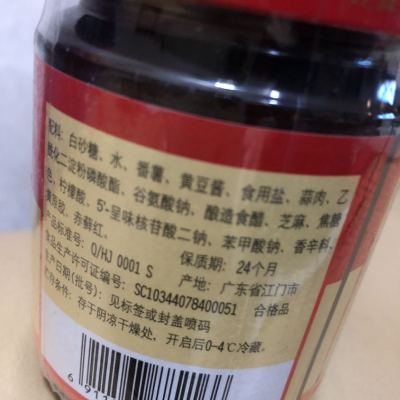 配料：白砂糖、水、番薯、黄豆酱、食用盐、蒜肉、乙
酰化二淀粉磷酸酯、谷氨酸钠、酿造食醋、芝麻、焦糖
色、柠檬酸、5'-呈味核苷酸二钠、苯甲酸钠、香辛料、
黄原胶、赤藓红。
产品标准号：Q/HJ 0001 S 保质期：24个月
食品生产许可证编号：SC10344078400051 产地：广东省江门市
生产日期(批号)：见标签或封盖喷码 合格品
贮存条件：存于阴凉干燥处，开启后0-4℃冷藏。
6 911